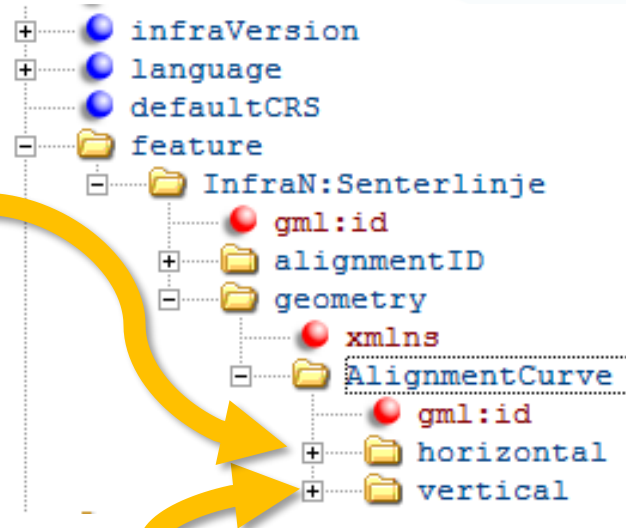 infraVersion
language
defaultCRS
feature
InfraN:Senterlinje
gml:id
alignmentID
geometry
xmlns
AlignmentCurve
gml:id
horizontal
vertical